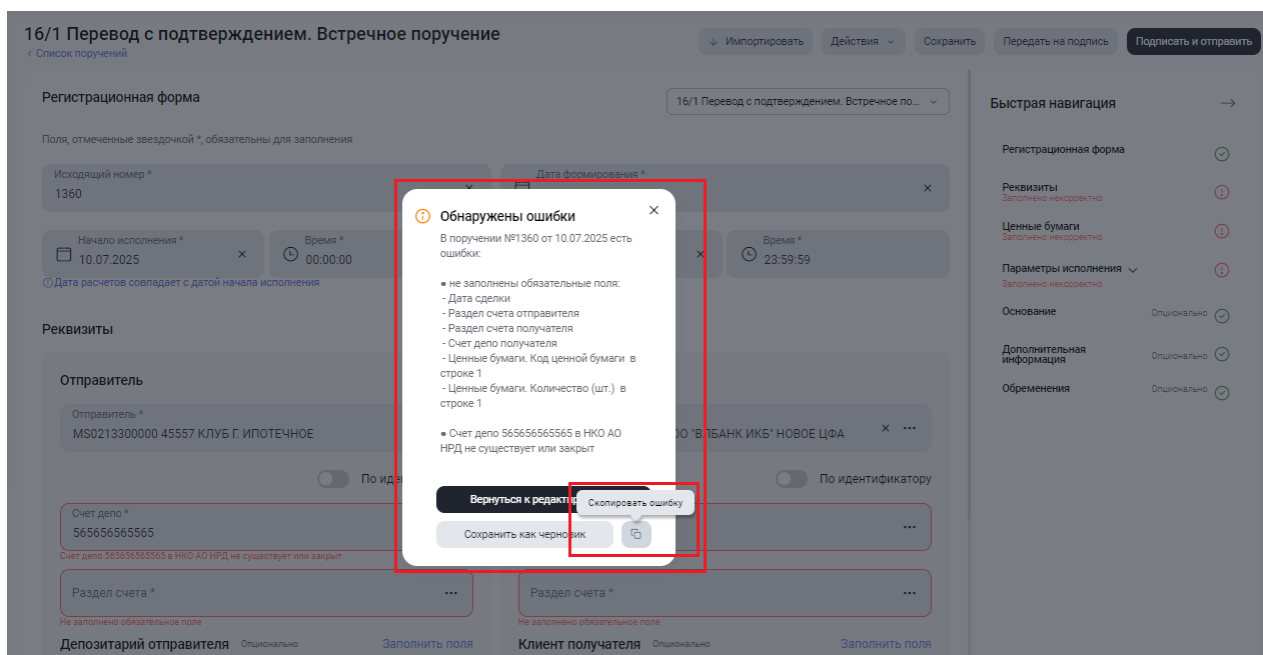 16/1 Перевод с подтверждением. Встречное поручение
Импортировать
Действия
Сохранить
Передать на подпись
Подписать и отправить
< Список поручений
Регистрационная форма
16/1 Перевод с подтверждением. Встречное по...
Поля, отмеченные звездочкой *, обязательны для заполнения
Исходящий номер *
1360
Дата формирования *
Начало исполнения *
10.07.2025
Время *
00:00:00
Время *
23:59:59
Дата расчетов совпадает с датой начала исполнения
Реквизиты
Отправитель
Отправитель *
MS0213300000 45557 КЛУБ Г. ИПОТЕЧНОЕ
"ВЛБАНК ИКБ" НОВОЕ ЦФА
По иде
По идентификатору
Счет депо *
565656565565
Счет депо 565656565565 в НКО АО НРД не существует или закрыт
Раздел счета *
Не заполнено обязательное поле
Раздел счета *
Не заполнено обязательное поле
Депозитарий отправителя Опционально
Заполнить поля
Клиент получателя Опционально
Заполнить поля
Обнаружены ошибки
В поручении №1360 от 10.07.2025 есть
ошибки:
● не заполнены обязательные поля:
- Дата сделки
- Раздел счета отправителя
- Раздел счета получателя
- Счет депо получателя
- Ценные бумаги. Код ценной бумаги в
строке 1
- Ценные бумаги. Количество (шт.) в
строке 1
● Счет депо 565656565565 в НКО АО
НРД не существует или закрыт
Вернуться к редакти
Скопировать ошибку
Сохранить как черновик
Быстрая навигация
Регистрационная форма
Реквизиты
Заполнено некорректно
Ценные бумаги
Заполнено некорректно
Параметры исполнения
Заполнено некорректно
Основание
Опционально
Дополнительная
информация
Опционально
Обременения
Опционально